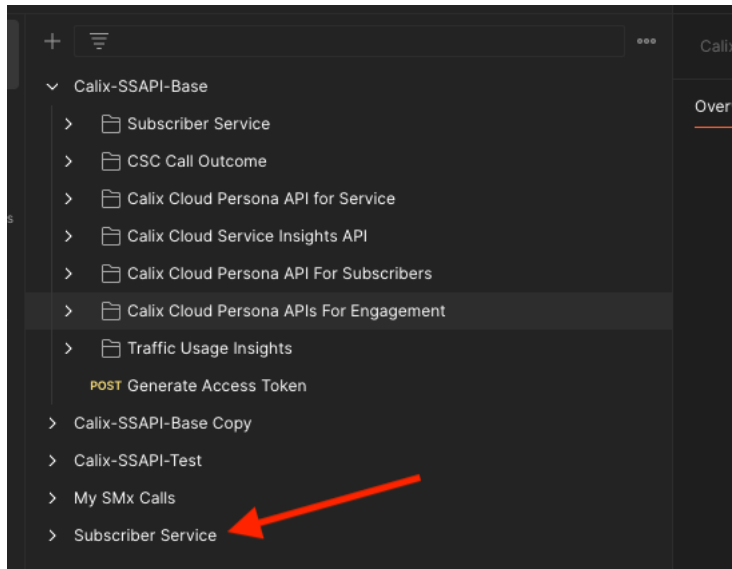 Cali
Calix-SSAPI-Base
Over
Subscriber Service
CSC Call Outcome
Calix Cloud Persona API for Service
s
Calix Cloud Service Insights API
Calix Cloud Persona API For Subscribers
Calix Cloud Persona APIs For Engagement
Traffic Usage Insights
POST Generate Access Token
Calix-SSAPI-Base Copy
Calix-SSAPI-Test
My SMx Calls
Subscriber Service